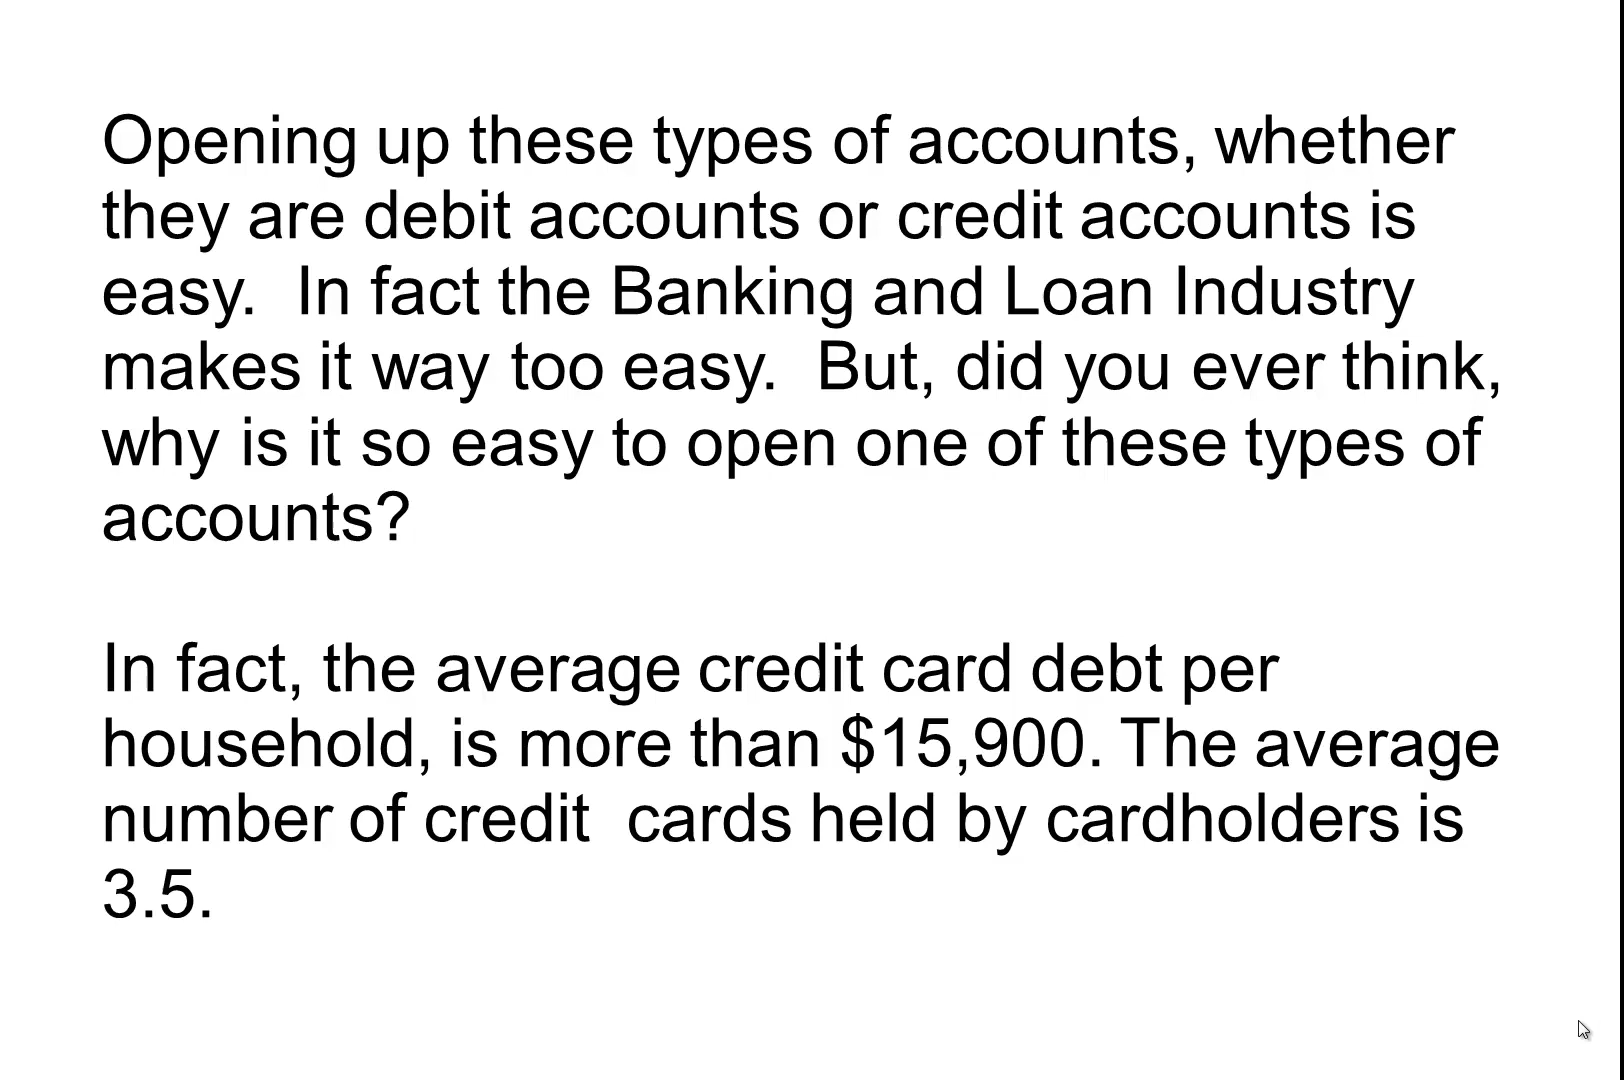 Opening up these types of accounts, whether
they are debit accounts or credit accounts is
easy.  In fact the Banking and Loan Industry
makes it way too easy.  But, did you ever think,
why is it so easy to open one of these types of
accounts?
In fact, the average credit card debt per
household, is more than $15,900. The average
number of credit  cards held by cardholders is
3.5.